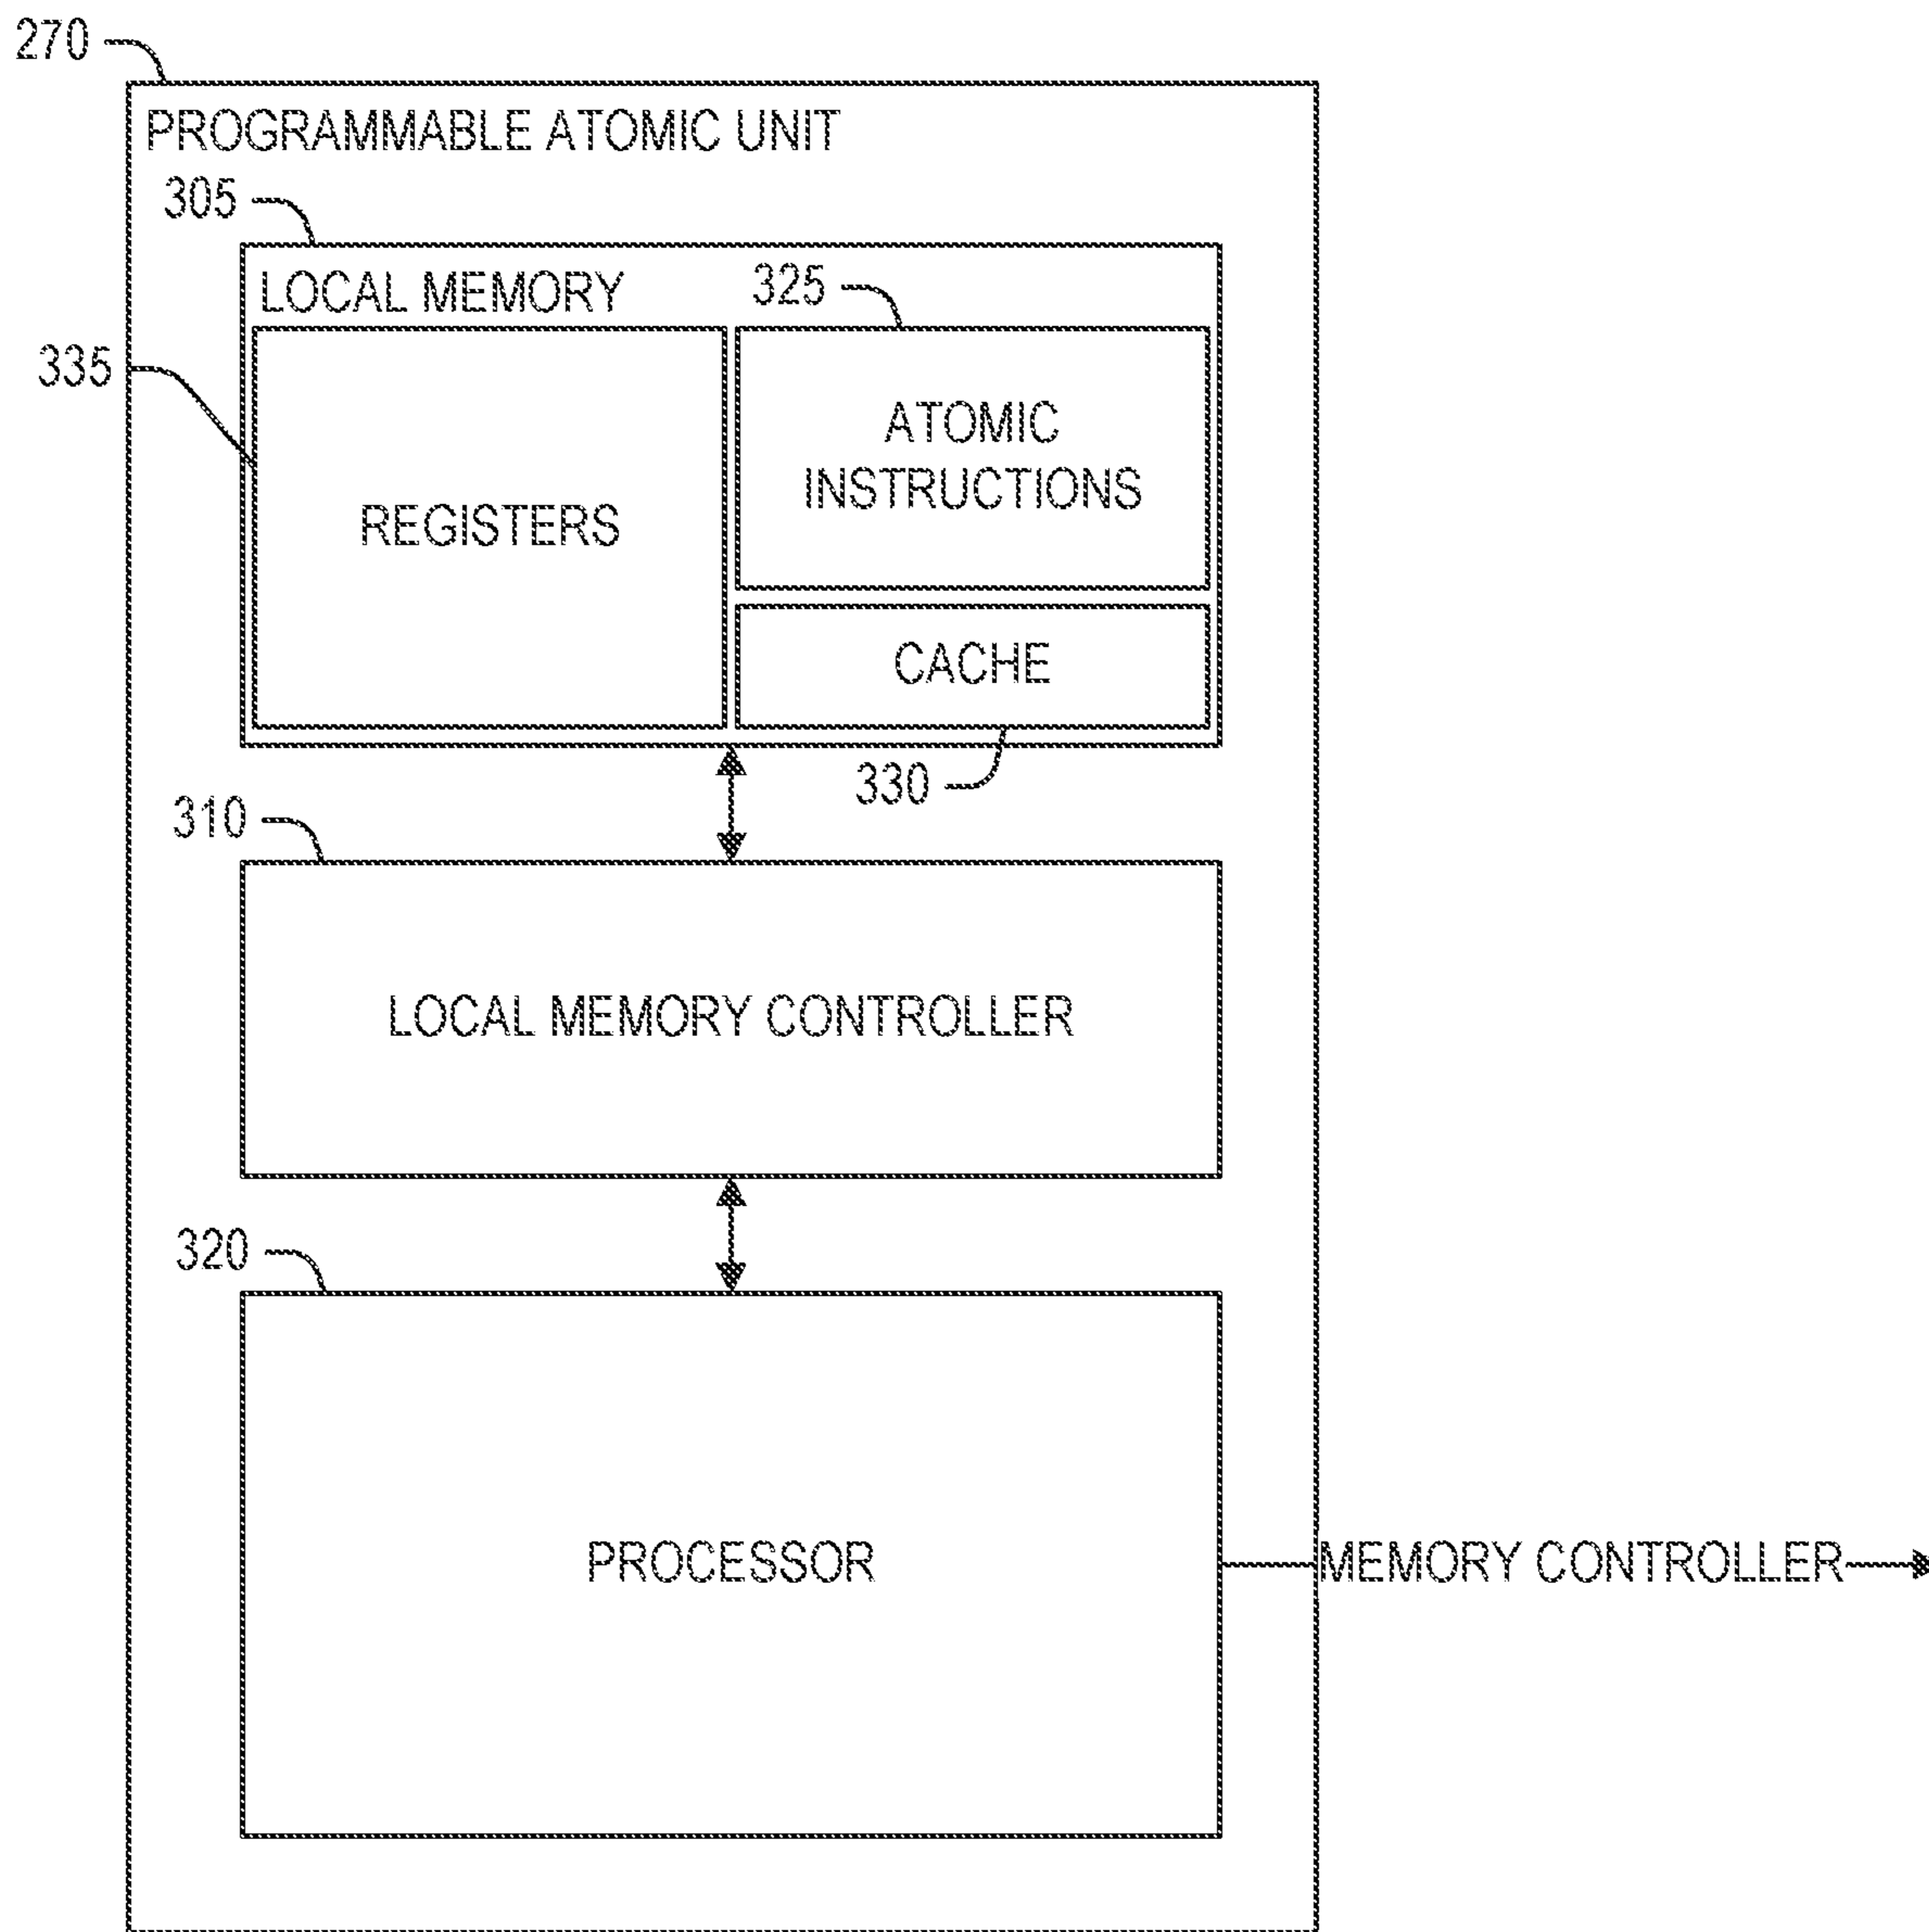 270
PROGRAMMABLE ATOMIC UNIT
305
LOCAL MEMORY
325
335
ATOMIC
INSTRUCTIONS
REGISTERS
CACHE
330
310
LOCAL MEMORY CONTROLLER
320
PROCESSOR
MEMORY CONTROLLER